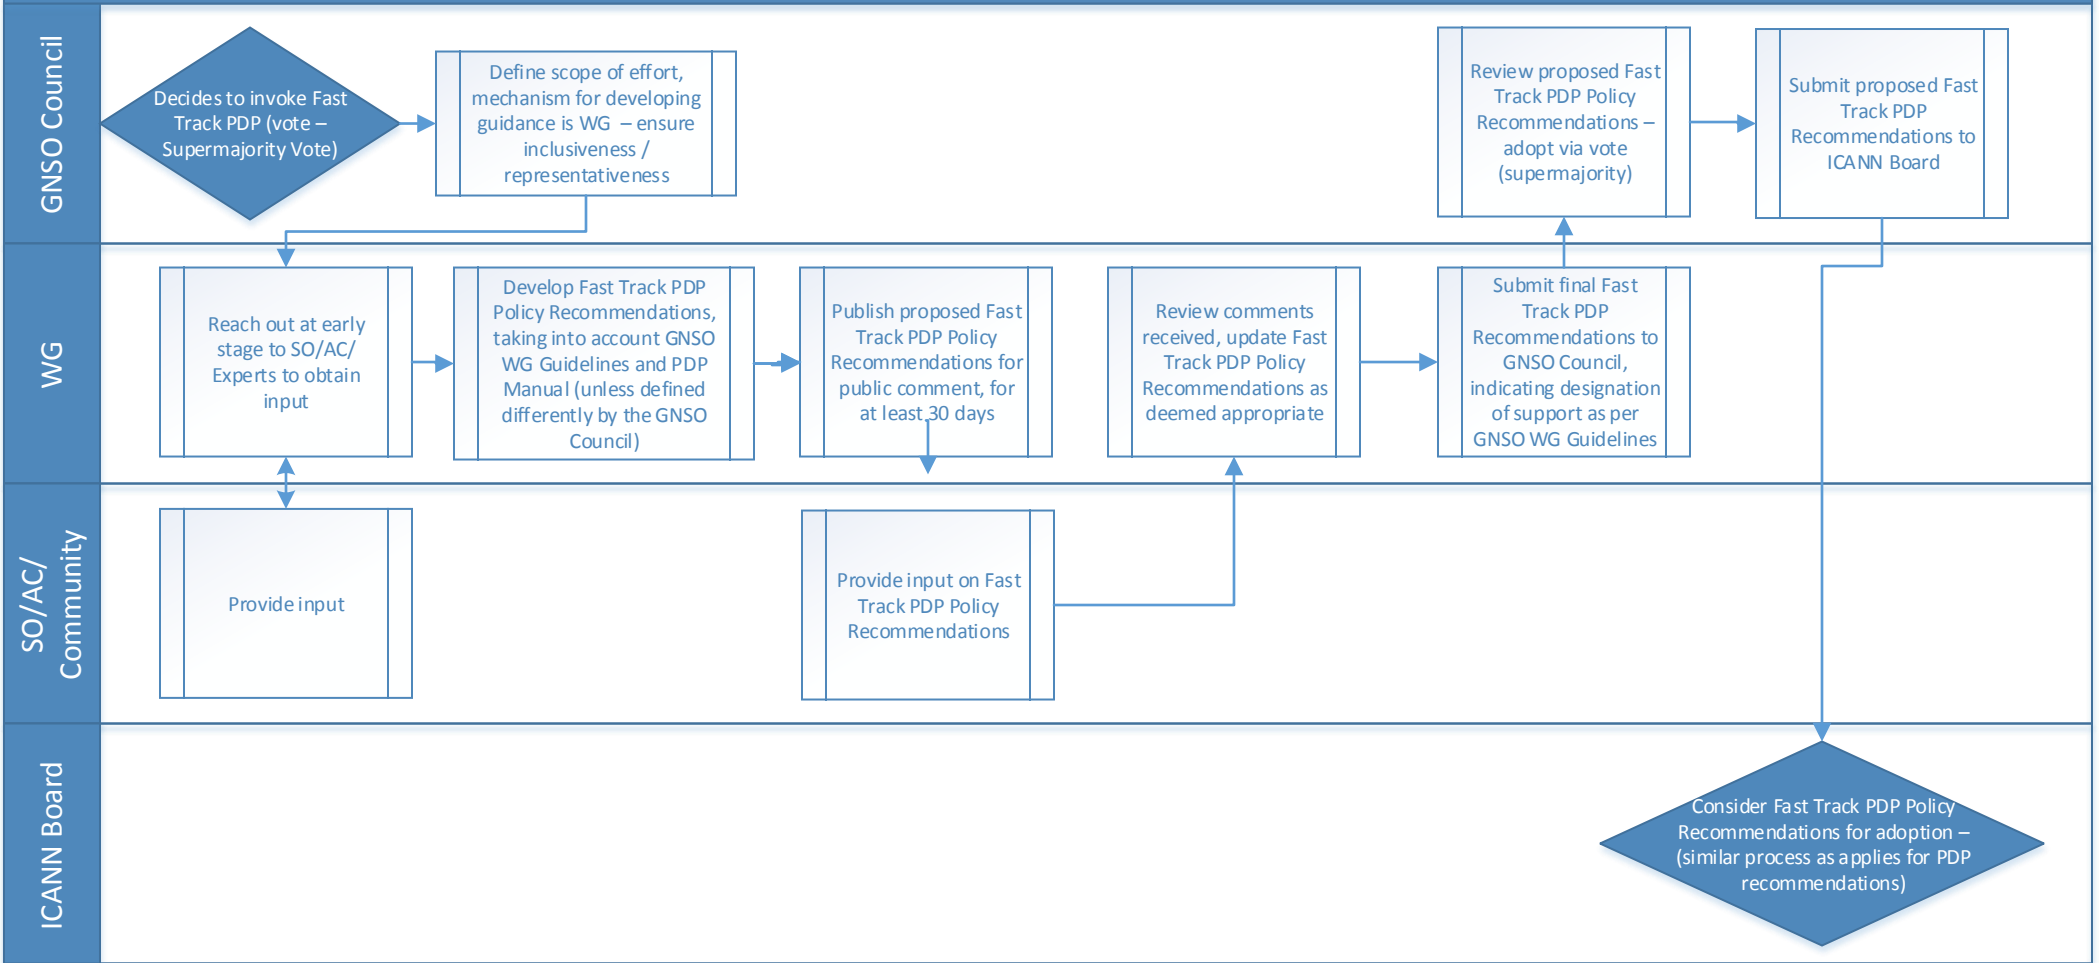 GNSO Council
Decides to invoke Fast
Track PDP (vote –
Supermajority Vote)
Define scope of effort,
mechanism for developing
guidance is WG – ensure
inclusiveness /
representativeness
Review proposed Fast
Track PDP Policy
Recommendations –
adopt via vote
(supermajority)
Submit proposed Fast
Track PDP
Recommendations to
ICANN Board
WG
Reach out at early
stage to SO/AC/
Experts to obtain
input
Develop Fast Track PDP
Policy Recommendations,
taking into account GNSO
WG Guidelines and PDP
Manual (unless defined
differently by the GNSO
Council)
Publish proposed Fast
Track PDP Policy
Recommendations for
public comment, for
at least 30 days
Review comments
received, update Fast
Track PDP Policy
Recommendations as
deemed appropriate
Submit final Fast
Track PDP
Recommendations to
GNSO Council,
indicating designation
of support as per
GNSO WG Guidelines
SO/AC/
Community
Provide input
Provide input on Fast
Track PDP Policy
Recommendations
ICANN Board
Consider Fast Track PDP Policy
Recommendations for adoption –
(similar process as applies for PDP
recommendations)